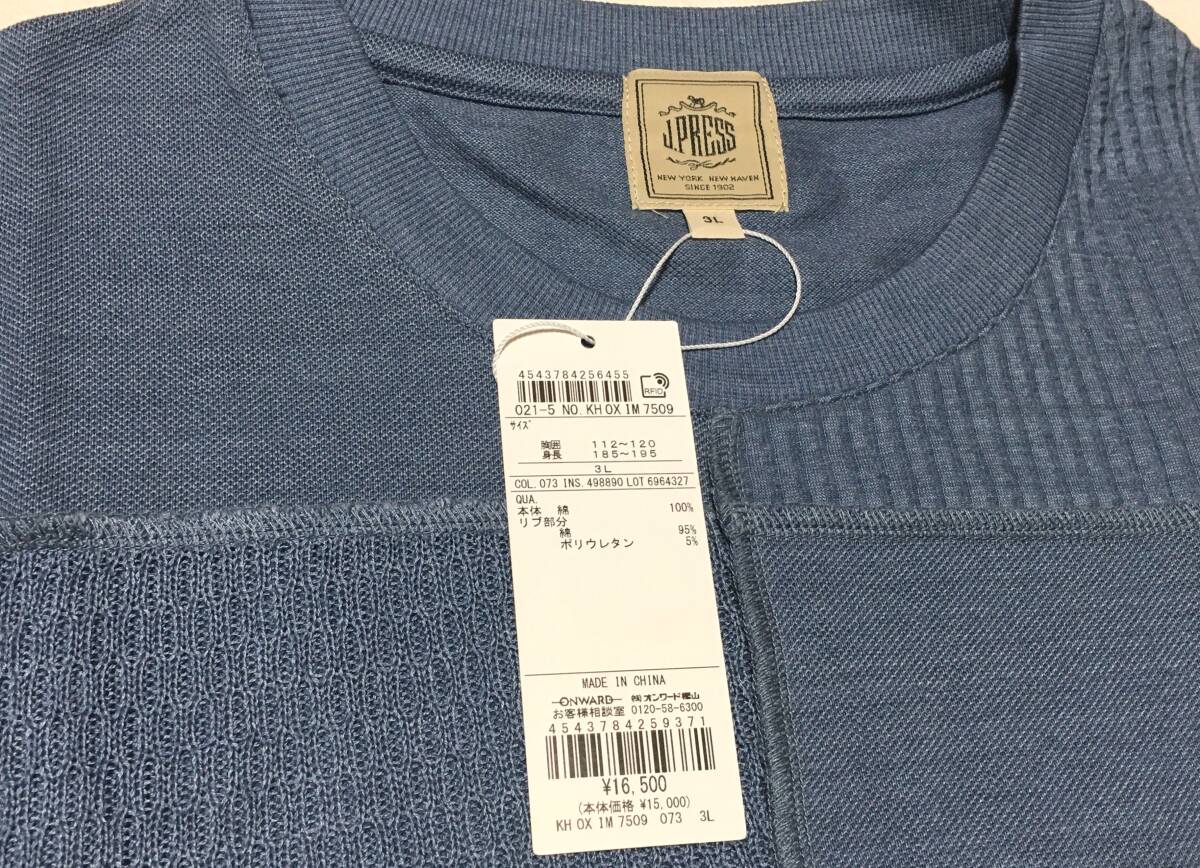 J.PRESS
NEW YORK NEW HAVEN
SINCE 1902
3L
4543784256455
RFID
021-5 NO. KH OX IM 7509
サイズ
胸囲 112~120
身長 185~195
3L
COL. 073 INS. 498890 LOT 6964327
QUA.
本体 綿 100%
リブ部分
綿 95%
ポリウレタン 5%
MADE IN CHINA
ONWARD ㈱オンワード樫山
お客様相談室 0120-58-6300
4543784259371
¥16,500
(本体価格 ¥15,000)
KH OX IM 7509 073 3L